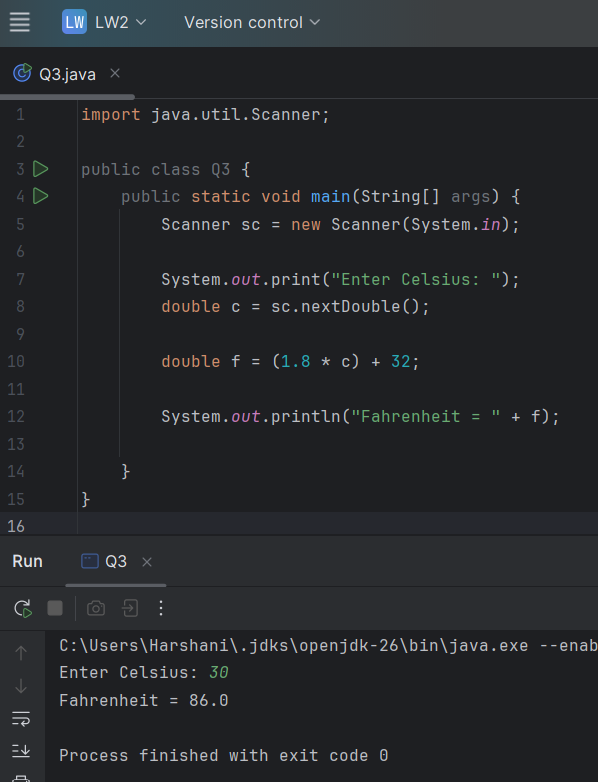 LW LW2 Version control
Q3.java
1 import java.util.Scanner;
2
3 public class Q3 {
4 public static void main(String[] args) {
5 Scanner sc = new Scanner(System.in);
6
7 System.out.print("Enter Celsius: ");
8 double c = sc.nextDouble();
9
10 double f = (1.8 * c) + 32;
11
12 System.out.println("Fahrenheit = " + f);
13
14 }
15 }
16
Run Q3
C:\Users\Harshani\.jdks\openjdk-26\bin\java.exe --enab
Enter Celsius: 30
Fahrenheit = 86.0
Process finished with exit code 0